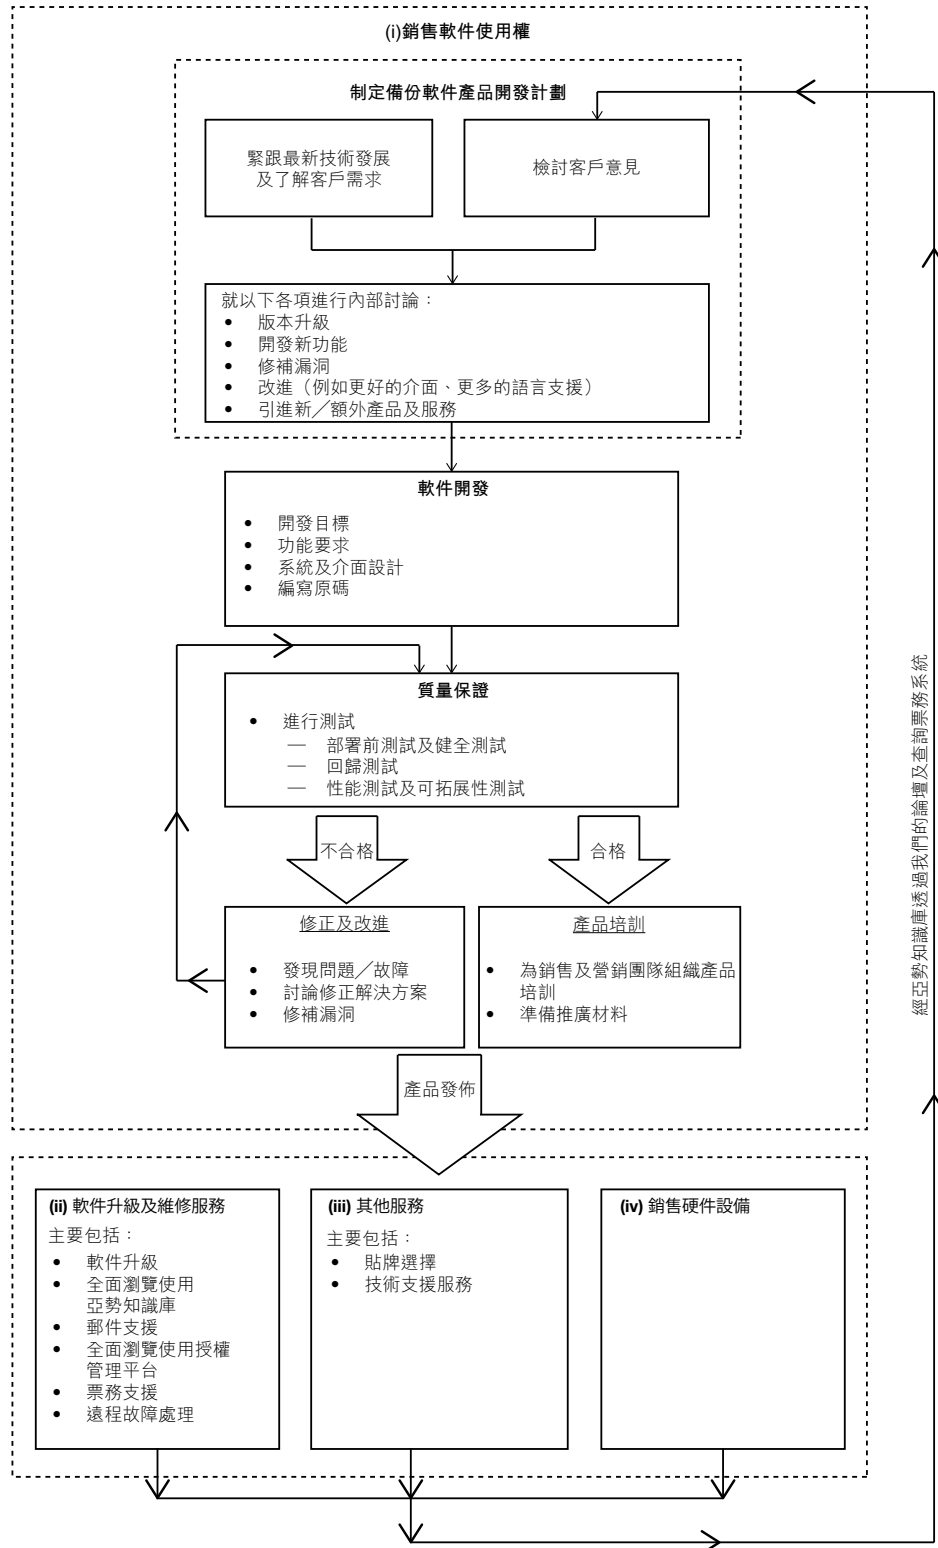 (i)銷售軟件使用權
制定備份軟件產品開發計劃
緊跟最新技術發展
及了解客戶需求
檢討客戶意見
就以下各項進行內部討論：
• 版本升級
• 開發新功能
• 修補漏洞
• 改進（例如更好的介面、更多的語言支援）
• 引進新／額外產品及服務
軟件開發
• 開發目標
• 功能要求
• 系統及介面設計
• 編寫原碼
質量保證
• 進行測試
— 部署前測試及健全測試
— 回歸測試
— 性能測試及可拓展性測試
不合格
合格
修正及改進
• 發現問題／故障
• 討論修正解決方案
• 修補漏洞
產品培訓
• 為銷售及營銷團隊組織產品
培訓
• 準備推廣材料
產品發佈
(ii) 軟件升級及維修服務
主要包括：
• 軟件升級
• 全面瀏覽使用
亞勢知識庫
• 郵件支援
• 全面瀏覽使用授權
管理平台
• 票務支援
• 遠程故障處理
(iii) 其他服務
主要包括：
• 貼牌選擇
• 技術支援服務
(iv) 銷售硬件設備
經亞勢知識庫透過我們的論壇及查詢票務系統